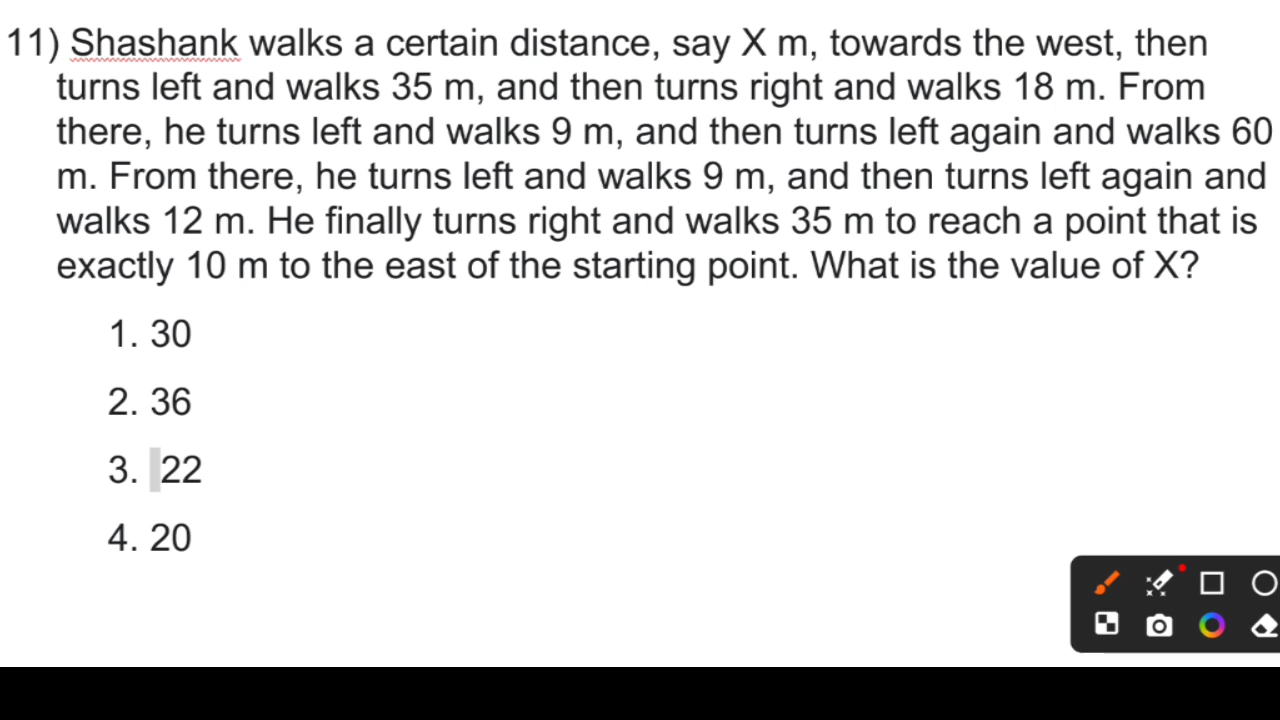 11) Shashank walks a certain distance, say X m, towards the west, then
turns left and walks 35 m, and then turns right and walks 18 m. From
there, he turns left and walks 9 m, and then turns left again and walks 60
m. From there, he turns left and walks 9 m, and then turns left again and
walks 12 m. He finally turns right and walks 35 m to reach a point that is
exactly 10 m to the east of the starting point. What is the value of X?
1. 30
2. 36
3. 22
4. 20